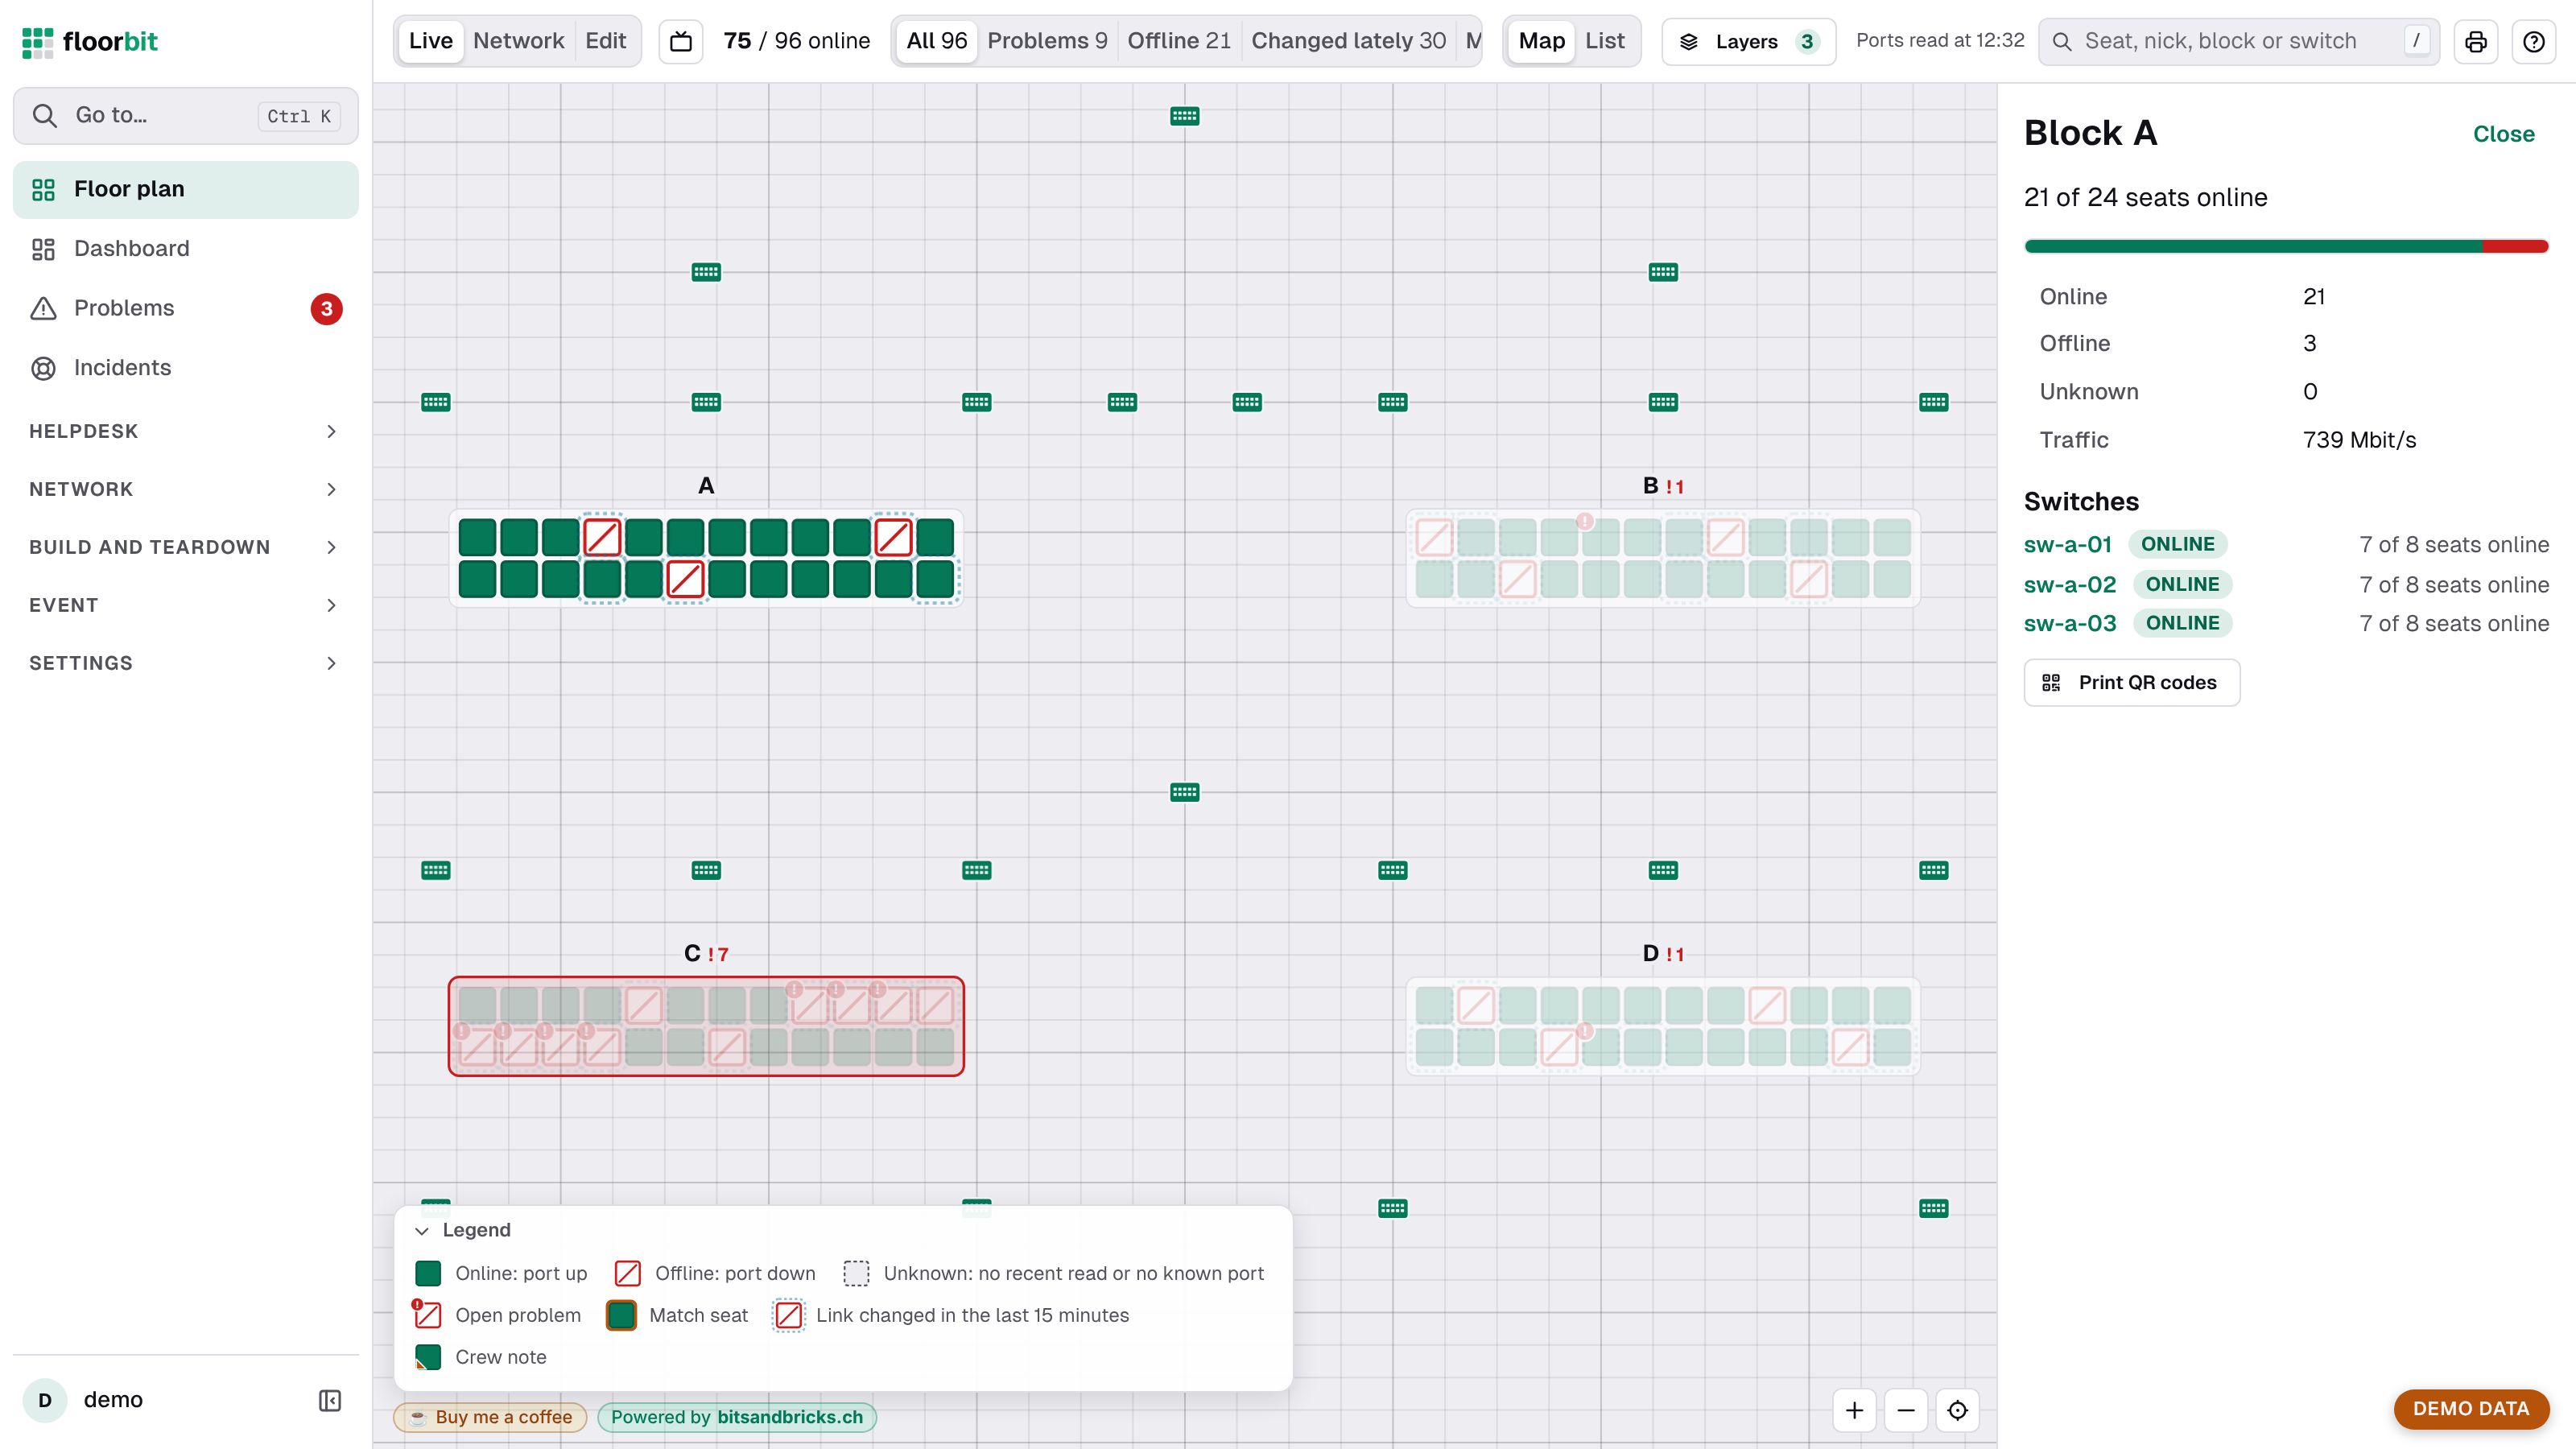 floorbit
Go to...
Ctrl K
Floor plan
Dashboard
Problems
3
Incidents
HELPDESK
NETWORK
BUILD AND TEARDOWN
EVENT
SETTINGS
D
demo
Live
Network
Edit
75 / 96 online
All 96
Problems 9
Offline 21
Changed lately 30
M
Map
List
Layers
3
Ports read at 12:32
Seat, nick, block or switch
/
A
B !1
C !7
D !1
Legend
Online: port up
Offline: port down
Unknown: no recent read or no known port
Open problem
Match seat
Link changed in the last 15 minutes
Crew note
Buy me a coffee
Powered by bitsandbricks.ch
Block A
Close
21 of 24 seats online
Online 21
Offline 3
Unknown 0
Traffic 739 Mbit/s
Switches
sw-a-01 ONLINE 7 of 8 seats online
sw-a-02 ONLINE 7 of 8 seats online
sw-a-03 ONLINE 7 of 8 seats online
Print QR codes
DEMO DATA